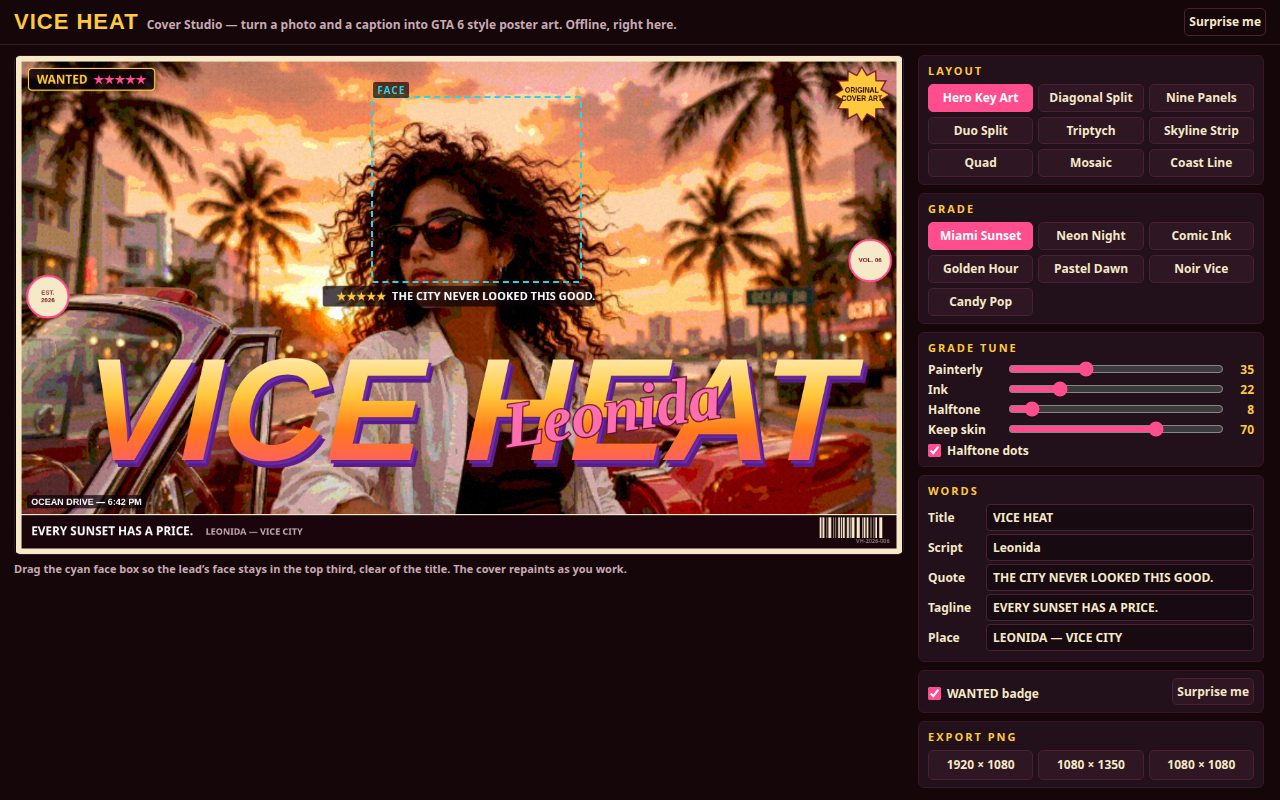 VICE HEAT Cover Studio — turn a photo and a caption into GTA 6 style poster art. Offline, right here.
Surprise me
WANTED ★★★★★
FACE
ORIGINAL
COVER ART
EST.
2026
VOL. 06
OCEAN DR
★★★★★ THE CITY NEVER LOOKED THIS GOOD.
VICE HEAT
Leonida
OCEAN DRIVE — 6:42 PM
EVERY SUNSET HAS A PRICE. LEONIDA — VICE CITY
VH-2026-006
Drag the cyan face box so the lead's face stays in the top third, clear of the title. The cover repaints as you work.
LAYOUT
Hero Key Art
Diagonal Split
Nine Panels
Duo Split
Triptych
Skyline Strip
Quad
Mosaic
Coast Line
GRADE
Miami Sunset
Neon Night
Comic Ink
Golden Hour
Pastel Dawn
Noir Vice
Candy Pop
GRADE TUNE
Painterly 35
Ink 22
Halftone 8
Keep skin 70
Halftone dots
WORDS
Title VICE HEAT
Script Leonida
Quote THE CITY NEVER LOOKED THIS GOOD.
Tagline EVERY SUNSET HAS A PRICE.
Place LEONIDA — VICE CITY
WANTED badge
Surprise me
EXPORT PNG
1920 × 1080
1080 × 1350
1080 × 1080